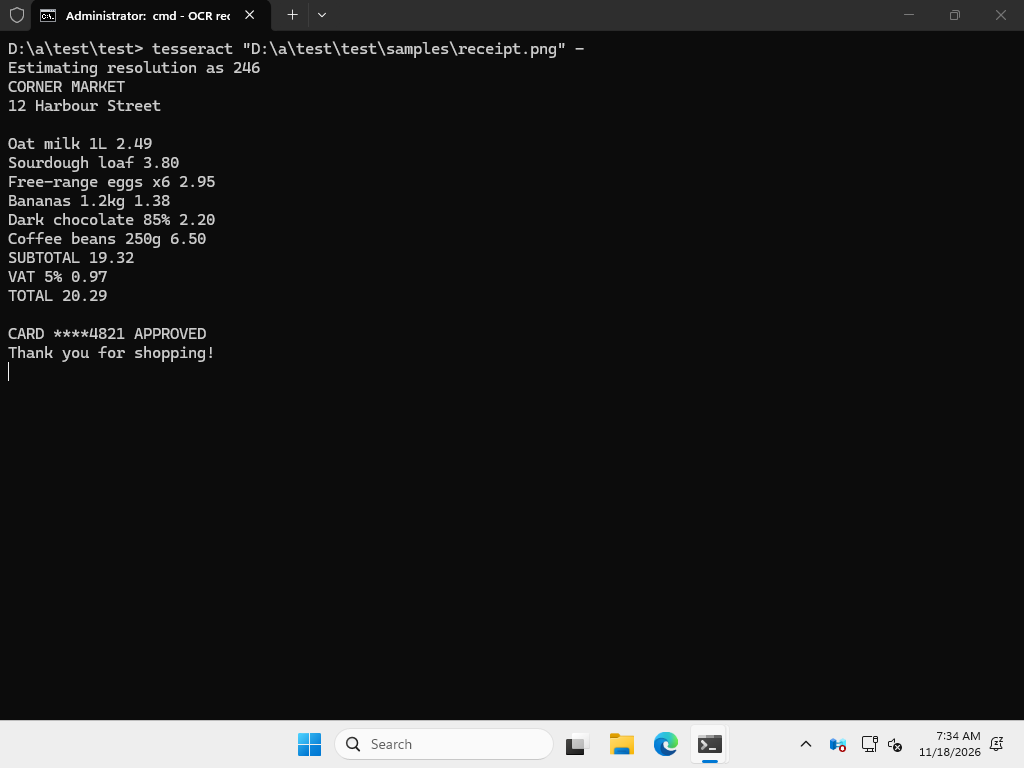 Administrator: cmd - OCR rec
D:\a\test\test> tesseract "D:\a\test\test\samples\receipt.png" -
Estimating resolution as 246
CORNER MARKET
12 Harbour Street
Oat milk 1L 2.49
Sourdough loaf 3.80
Free-range eggs x6 2.95
Bananas 1.2kg 1.38
Dark chocolate 85% 2.20
Coffee beans 250g 6.50
SUBTOTAL 19.32
VAT 5% 0.97
TOTAL 20.29
CARD ****4821 APPROVED
Thank you for shopping!
Search
7:34 AM
11/18/2026